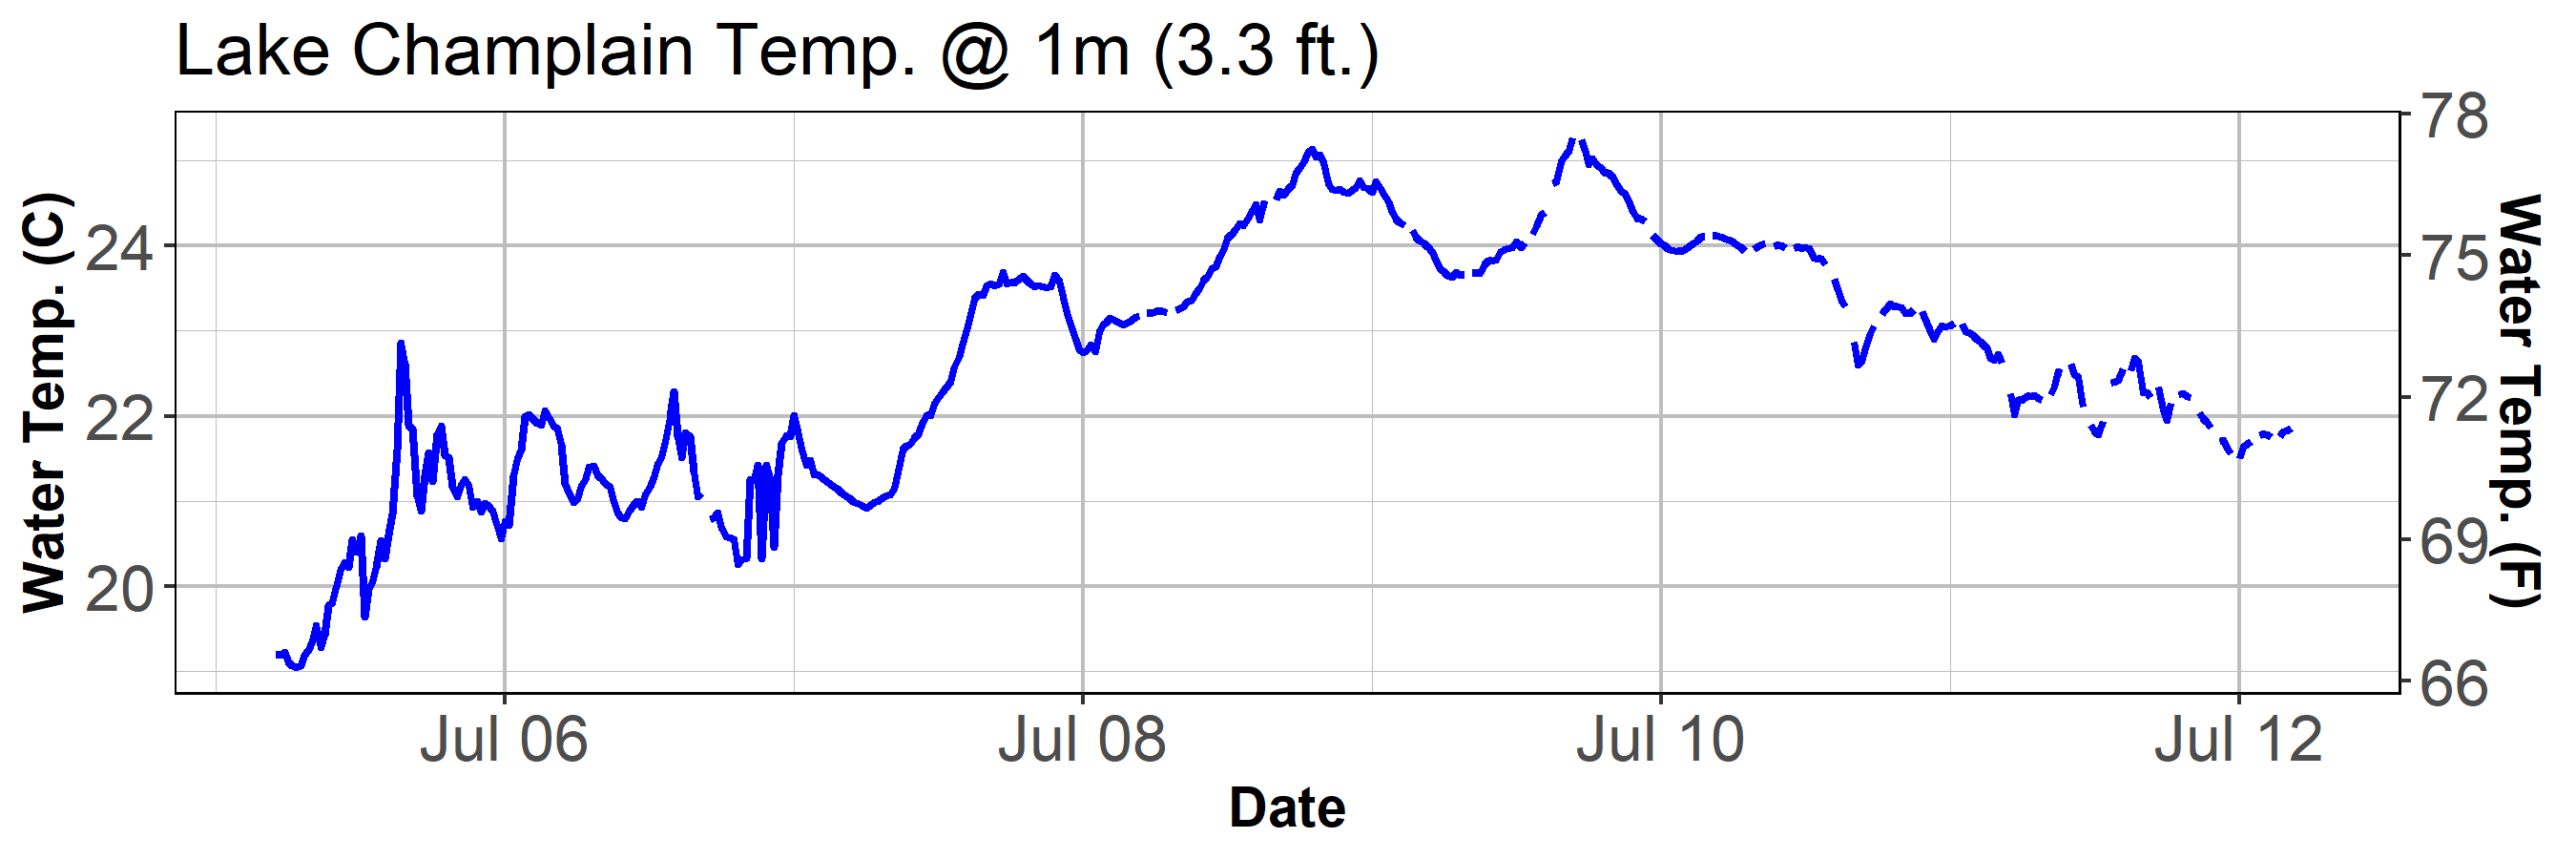 Lake Champlain Temp. @ 1m (3.3 ft.)
Water Temp. (C)
24
22
20
78
75
72
69
66
Water Temp. (F)
Jul 06 Jul 08 Jul 10 Jul 12
Date